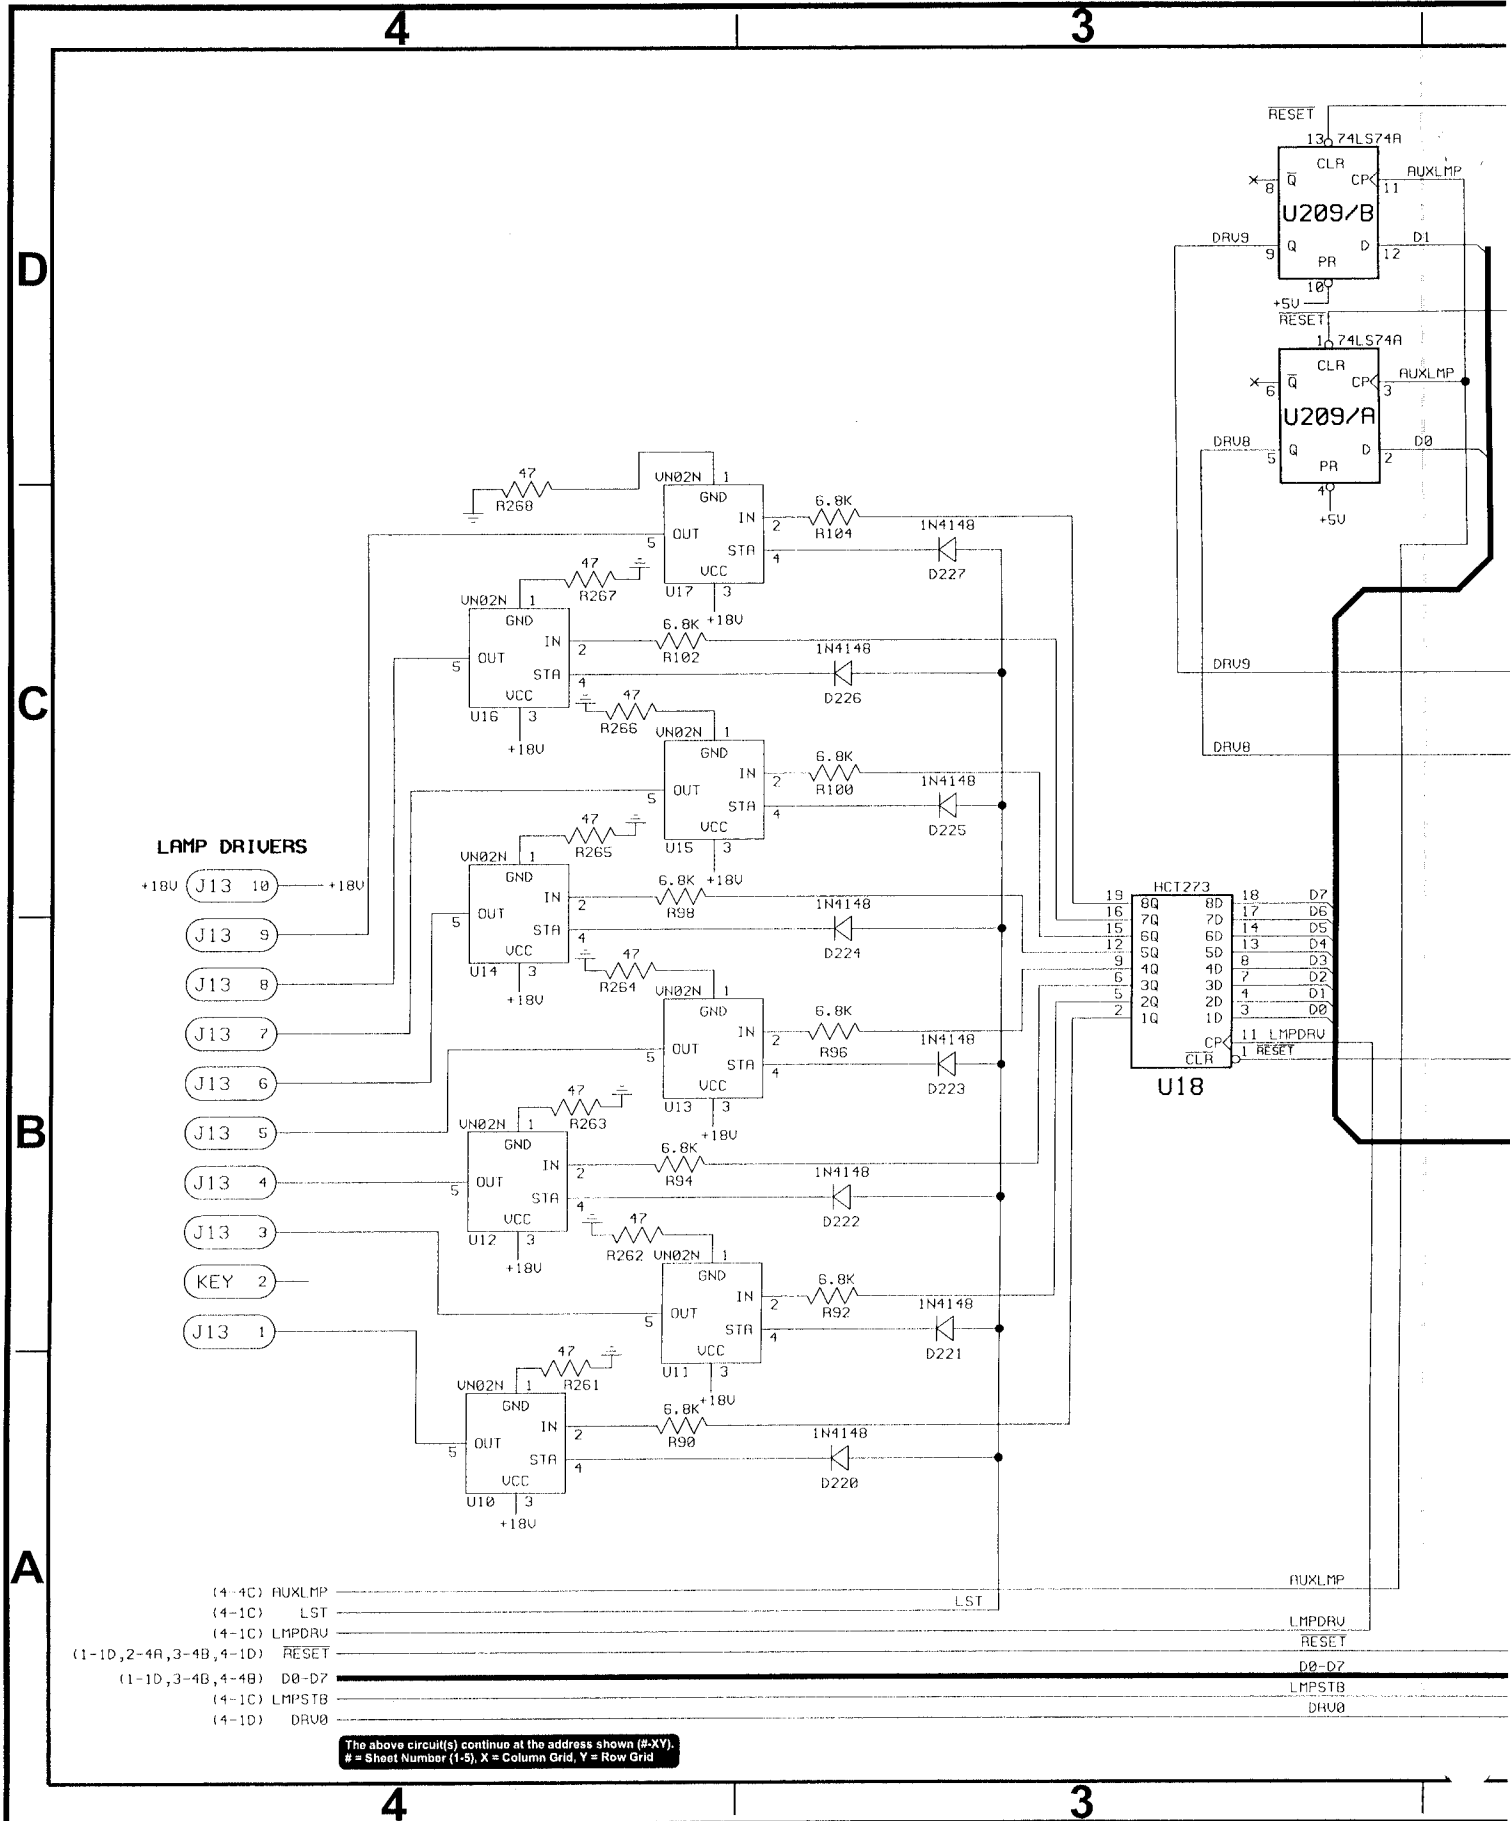 4 3
D
C
B
A
RESET
13 74LS74A
CLR
8 Q CP 11 AUXLMP
U209/B
DRV9 9 Q D 12 D1
PR
10
+5V
RESET
1 74LS74A
CLR
6 Q CP 3 AUXLMP
U209/A
DRV8 5 Q D 2 D0
PR
4
+5V
DRV9
DRV8
47
R268
VN02N 1
GND
IN 2
5 OUT
STA 4
VCC
U17 3
+18V
6.8K
R104
1N4148
D227
47
R267
VN02N 1
GND
IN 2
5 OUT
STA 4
VCC
U16 3
+18V
6.8K
R102
1N4148
D226
47
R266
VN02N 1
GND
IN 2
5 OUT
STA 4
VCC
U15 3
+18V
6.8K
R100
1N4148
D225
47
R265
VN02N 1
GND
IN 2
5 OUT
STA 4
VCC
U14 3
+18V
6.8K
R98
1N4148
D224
47
R264
VN02N 1
GND
IN 2
5 OUT
STA 4
VCC
U13 3
+18V
6.8K
R96
1N4148
D223
47
R263
VN02N 1
GND
IN 2
5 OUT
STA 4
VCC
U12 3
+18V
6.8K
R94
1N4148
D222
47
R262
VN02N 1
GND
IN 2
5 OUT
STA 4
VCC
U11 3
+18V
6.8K
R92
1N4148
D221
47
R261
VN02N 1
GND
IN 2
5 OUT
STA 4
VCC
U10 3
+18V
6.8K
R90
1N4148
D220
LAMP DRIVERS
+18V J13 10 +18V
J13 9
J13 8
J13 7
J13 6
J13 5
J13 4
J13 3
KEY 2
J13 1
HCT273
19 8Q 8D 18 D7
16 7Q 7D 17 D6
15 6Q 6D 14 D5
12 5Q 5D 13 D4
9 4Q 4D 8 D3
6 3Q 3D 7 D2
5 2Q 2D 4 D1
2 1Q 1D 3 D0
CP 11 LMPDRV
CLR 1 RESET
U18
(4-4C) AUXLMP AUXLMP
(4-1C) LST LST
(4-1C) LMPDRV LMPDRV
(1-1D,2-4A,3-4B,4-1D) RESET RESET
(1-1D,3-4B,4-4B) D0-D7 D0-D7
(4-1C) LMPSTB LMPSTB
(4-1D) DRV0 DRV0
The above circuit(s) continue at the address shown (#-XY).
# = Sheet Number (1-5), X = Column Grid, Y = Row Grid
4 3